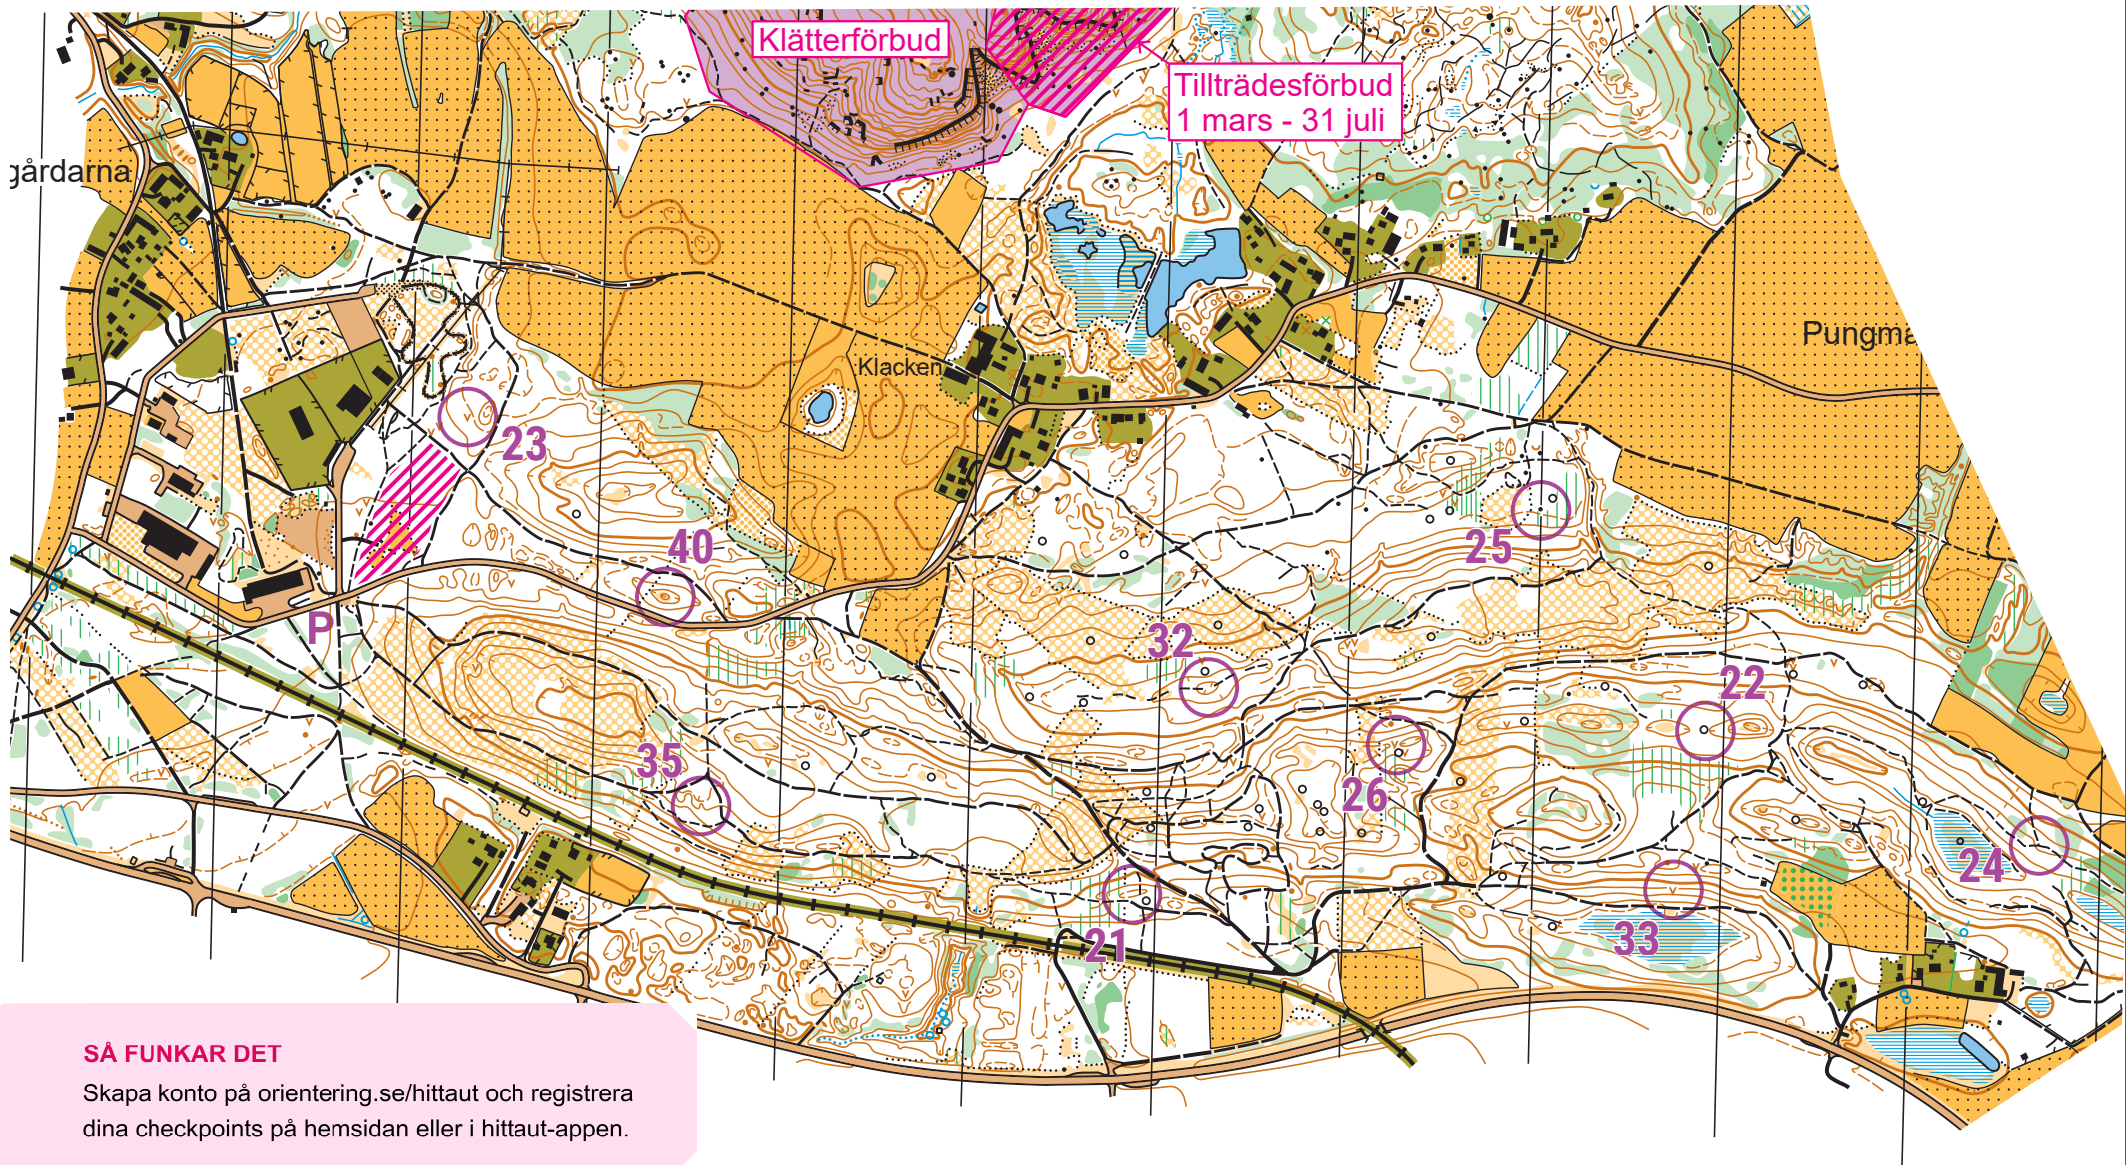 Klätterförbud
Tillträdesförbud
1 mars - 31 juli
gårdarna
Pungma
Klacken
23
40
25
P
32
22
35
26
24
33
21
SÅ FUNKAR DET
Skapa konto på orientering.se/hittaut och registrera
dina checkpoints på hemsidan eller i hittaut-appen.